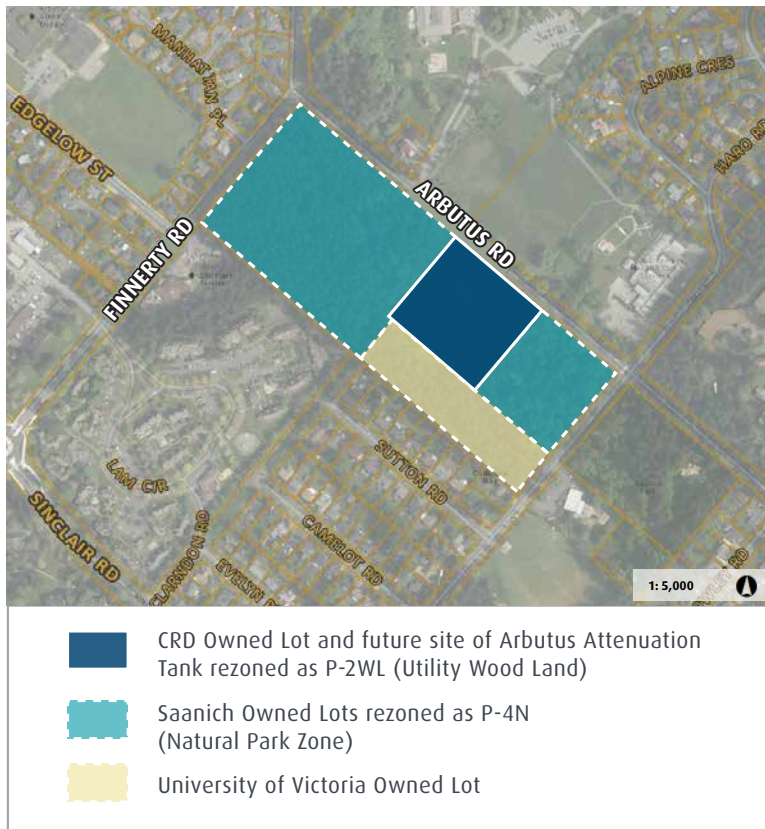 MANHATTAN PL
ALPINE CRES
EDGELOW ST
HARO RD
ARBUTUS RD
FINNERTY RD
SUTTON RD
LAM CIR
SINCLAIR RD
CLARNDON RD
CAMELOT RD
EVELYN
1: 5,000
CRD Owned Lot and future site of Arbutus Attenuation
Tank rezoned as P-2WL (Utility Wood Land)
Saanich Owned Lots rezoned as P-4N
(Natural Park Zone)
University of Victoria Owned Lot